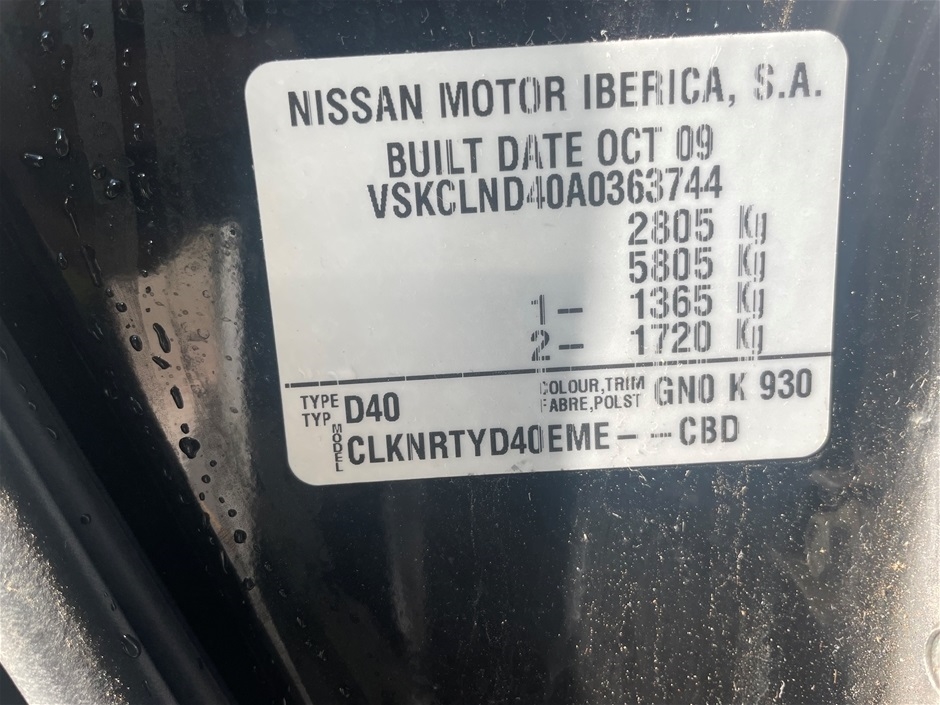 NISSAN MOTOR IBERICA, S.A.
BUILT DATE OCT 09
VSKCLND40A0363744
2805 Kg
5805 Kg
1- 1365 Kg
2- 1720 Kg
TYPE
TYP D40
COLOUR,TRIM
FABRE,POLST GN0 K 930
MODEL CLKNRTYD40EME- -CBD